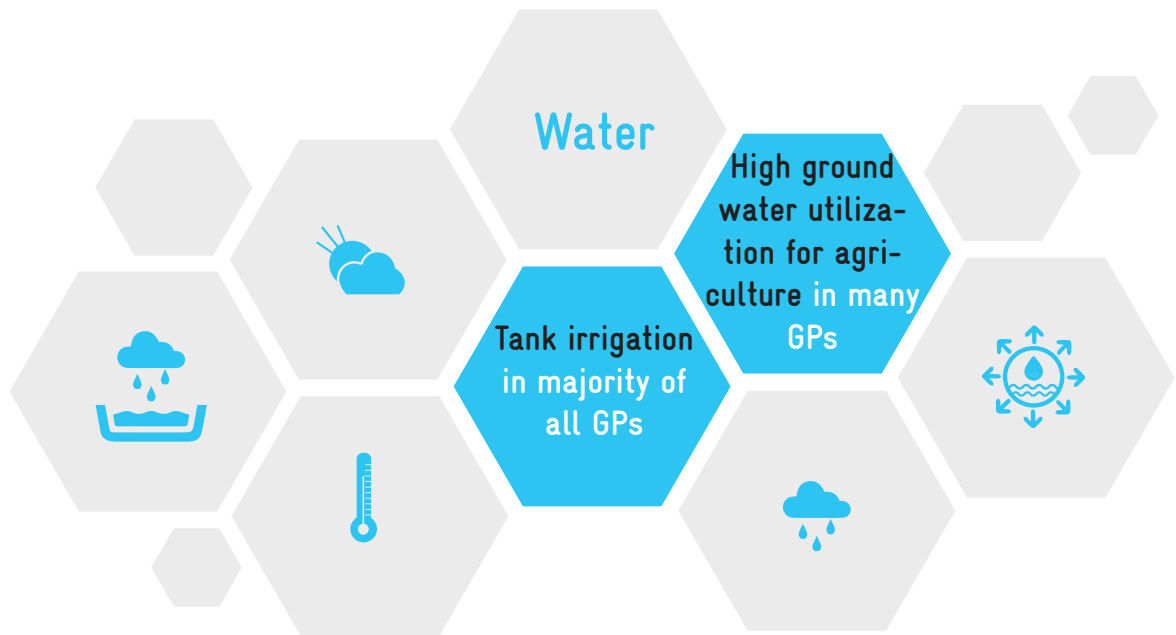 Water
High ground
water utiliza-
tion for agri-
culture in many
GPs
Tank irrigation
in majority of
all GPs